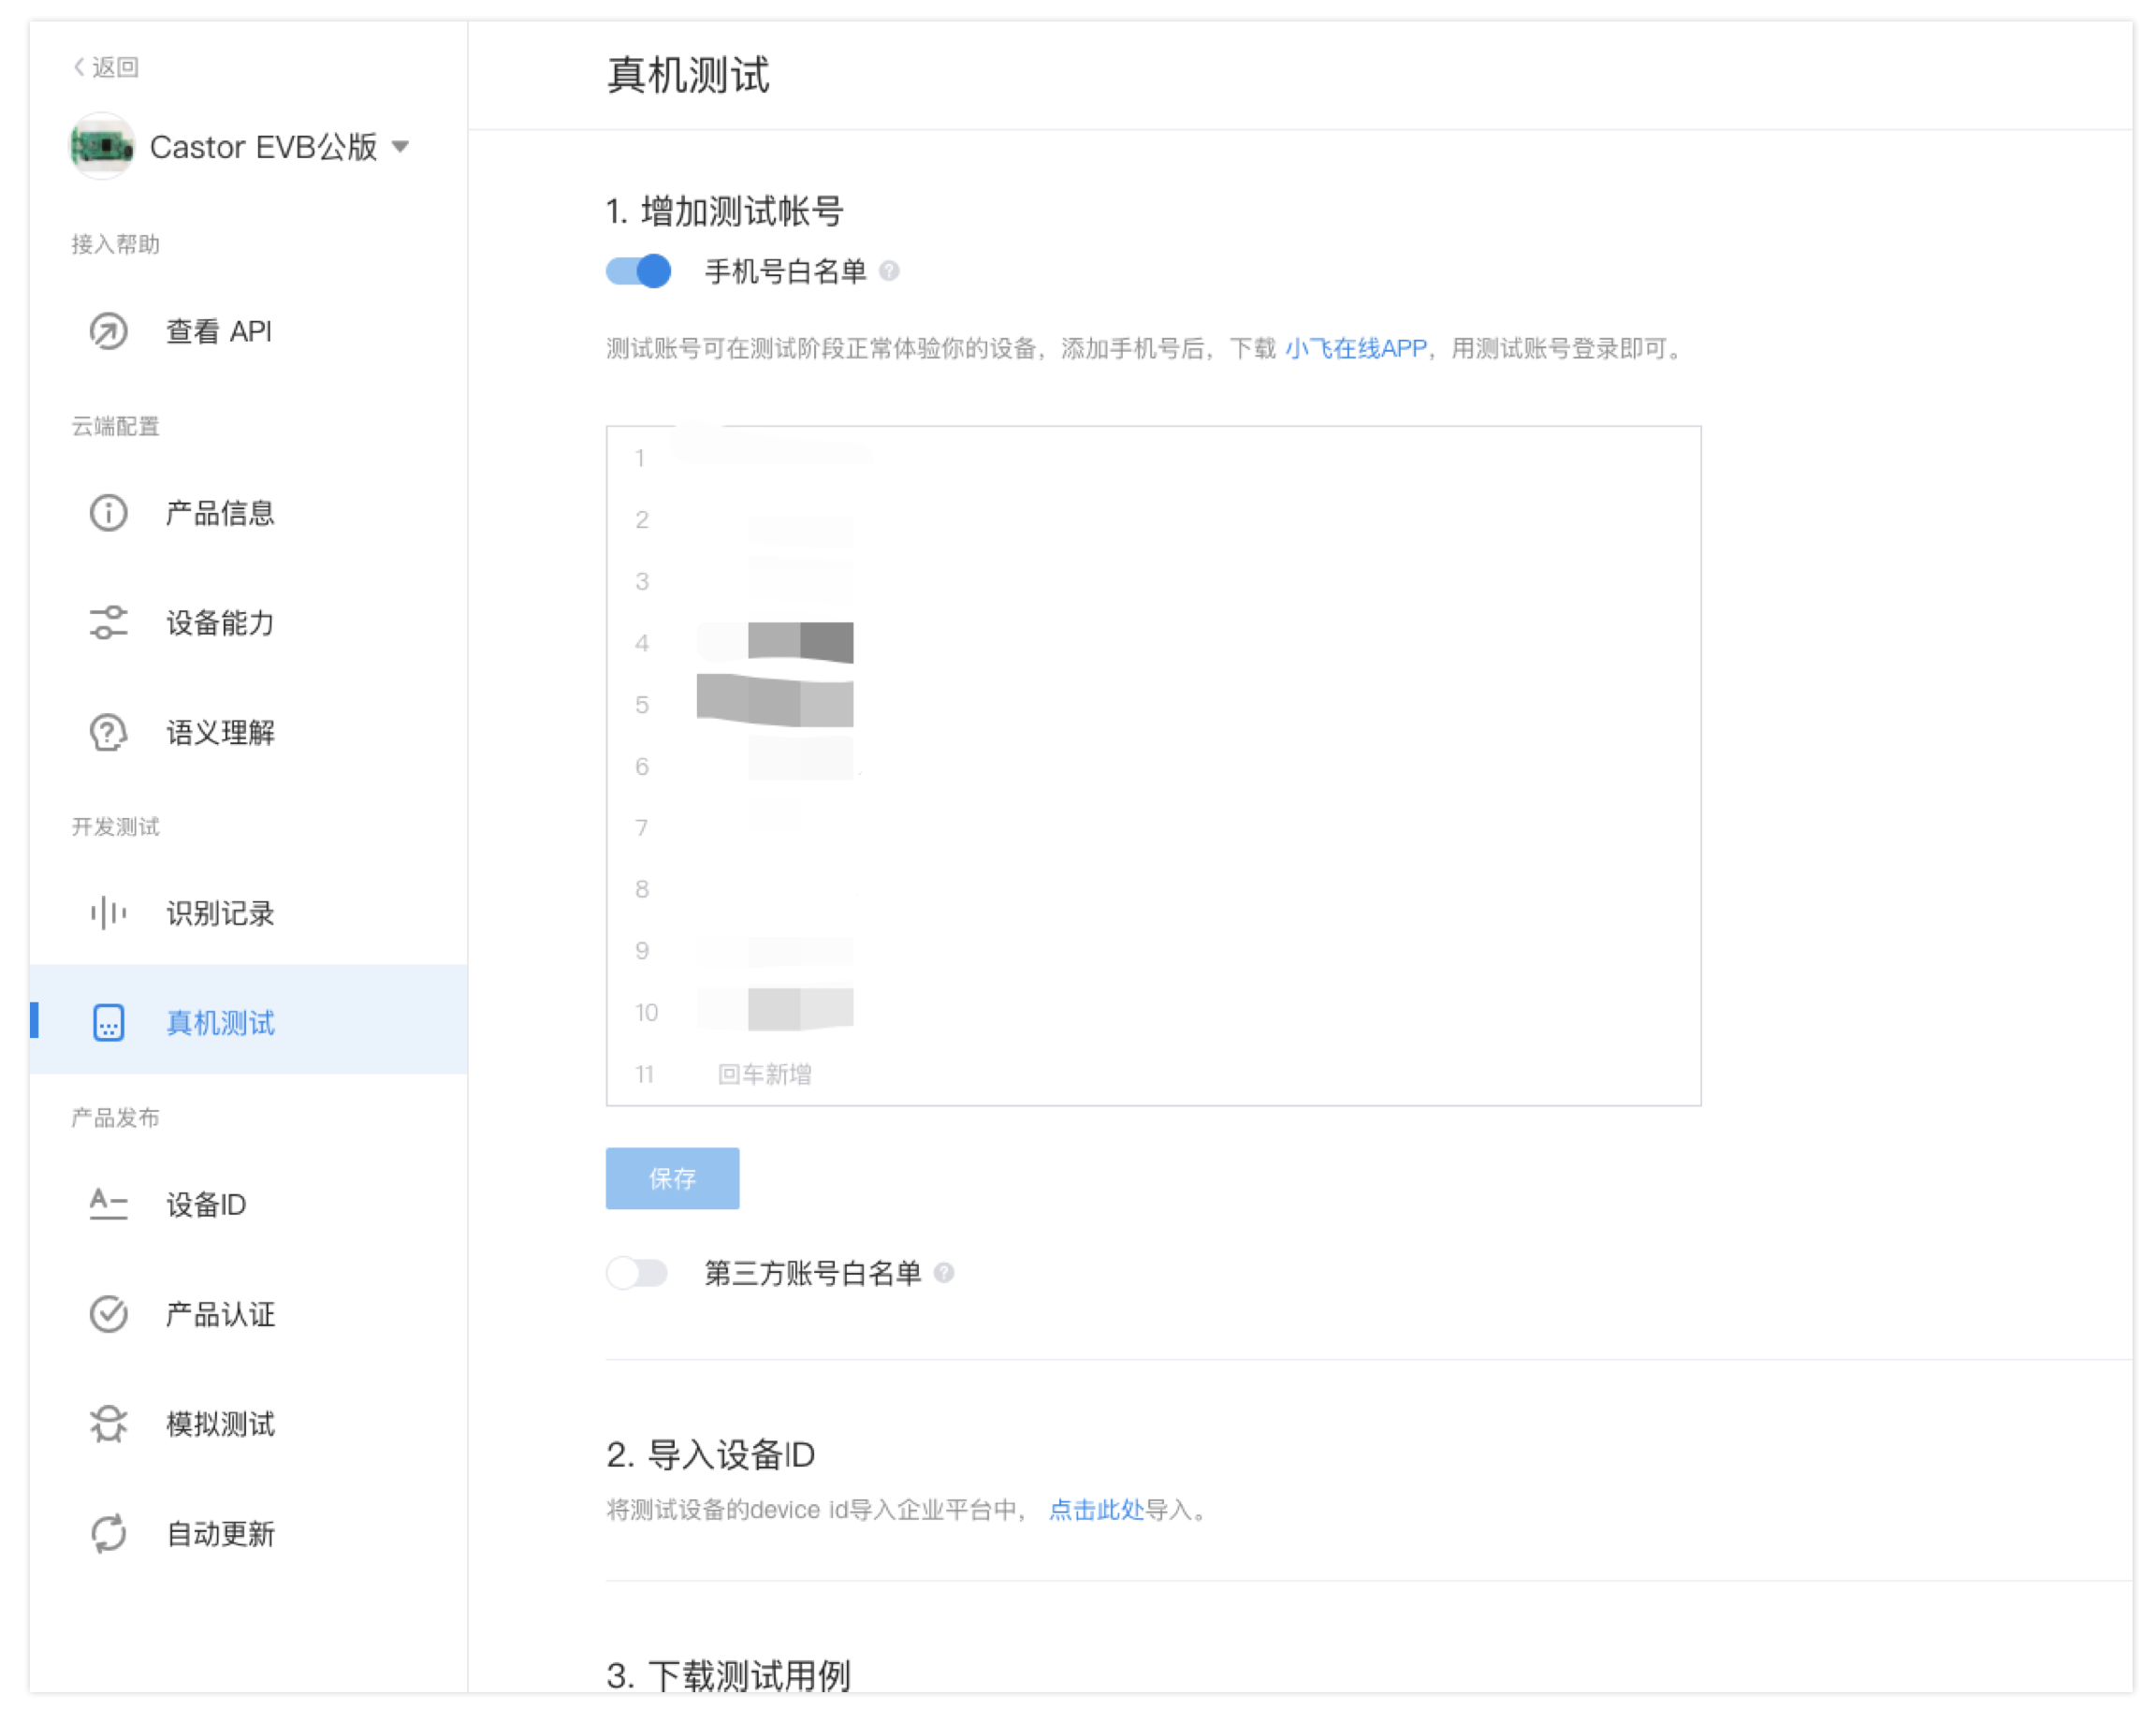 返回
Castor EVB公版
接入帮助
查看 API
云端配置
产品信息
设备能力
语义理解
开发测试
识别记录
真机测试
产品发布
设备ID
产品认证
模拟测试
自动更新
真机测试
1. 增加测试帐号
手机号白名单 ?
测试账号可在测试阶段正常体验你的设备，添加手机号后，下载 小飞在线APP，用测试账号登录即可。
1
2
3
4
5
6
7
8
9
10
11 回车新增
保存
第三方账号白名单 ?
2. 导入设备ID
将测试设备的device id导入企业平台中， 点击此处导入。
3. 下载测试用例